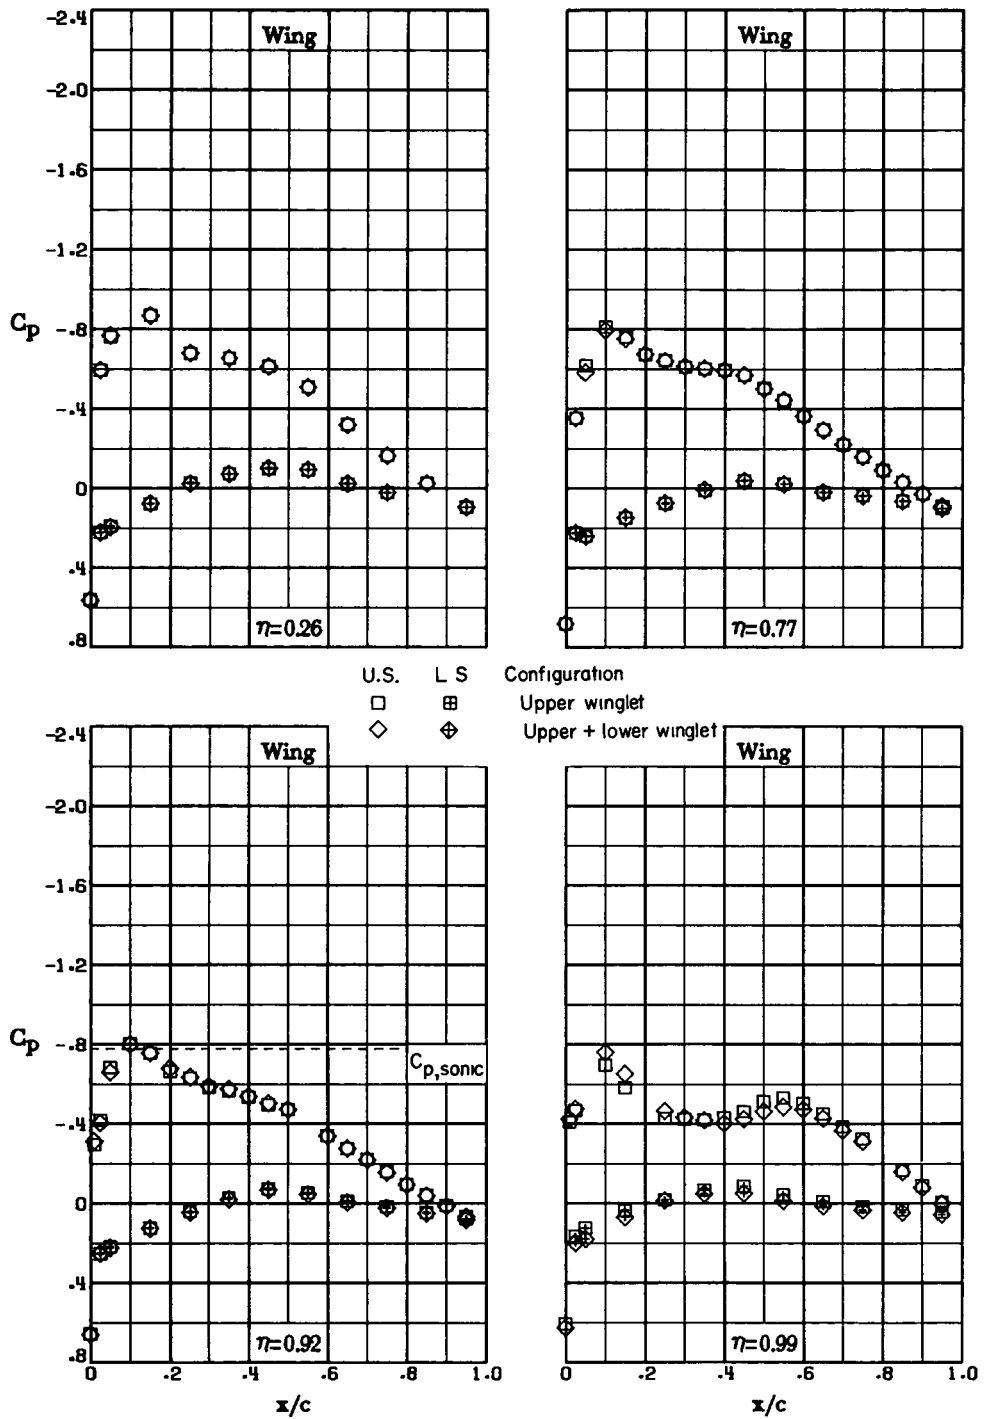 Wing
Wing
-2.4
-2.0
-1.6
-1.2
Cp
-.8
-.4
0
.4
.8
η=0.26
η=0.77
U.S. L S Configuration
Upper winglet
Upper + lower winglet
Wing
Wing
-2.4
-2.0
-1.6
-1.2
Cp
-.8
Cp,sonic
-.4
0
.4
.8
η=0.92
η=0.99
0 .2 .4 .6 .8 1.0
0 .2 .4 .6 .8 1.0
x/c
x/c